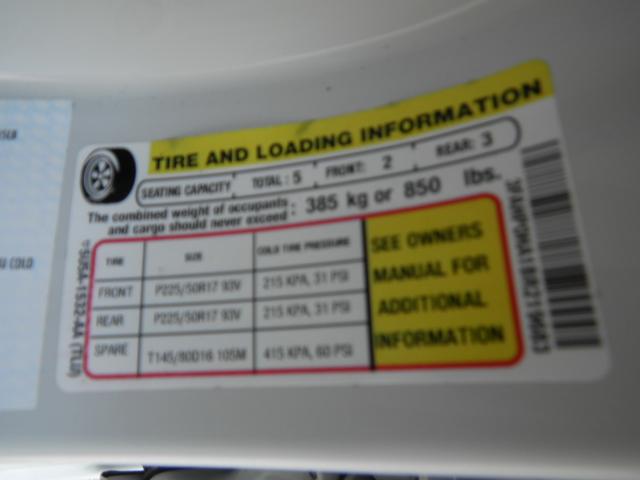 TIRE AND LOADING INFORMATION
SEATING CAPACITY TOTAL: 5 FRONT: 2 REAR: 3
The combined weight of occupants and cargo should never exceed: 385 kg or 850 lbs.
TIRE SIZE COLD TIRE PRESSURE
FRONT P225/50R17 93V 215 KPA, 31 PSI
REAR P225/50R17 93V 215 KPA, 31 PSI
SPARE T145/80D16 105M 415 KPA, 60 PSI
SEE OWNERS
MANUAL FOR
ADDITIONAL
INFORMATION
COLD